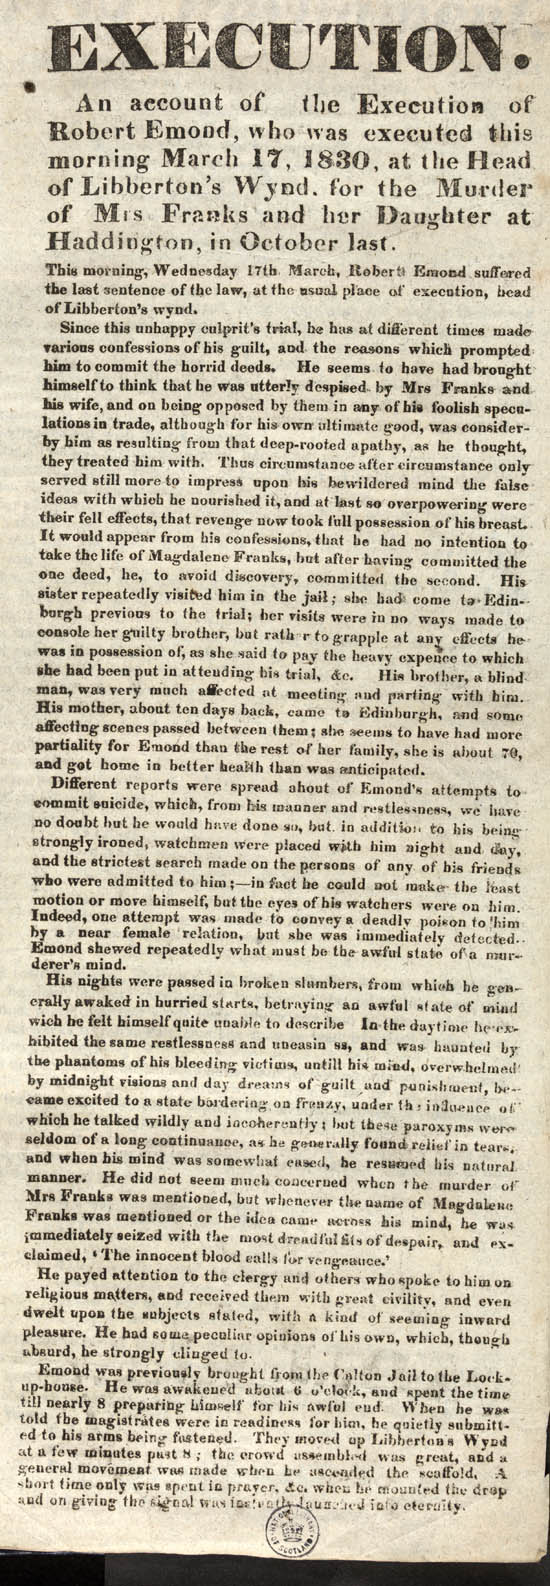 EXECUTION.
An account of the Execution of
Robert Emond, who was executed this
morning March 17, 1830, at the Head
of Libberton's Wynd. for the Murder
of Mrs Franks and her Daughter at
Haddington, in October last.
This morning, Wednesday 17th March, Robert Emond suffered
the last sentence of the law, at the usual place of execution, head
of Libberton's wynd.
Since this unhappy culprit's trial, he has at different times made
various confessions of his guilt, and the reasons which prompted
him to commit the horrid deeds. He seems to have had brought
himself to think that he was utterly despised by Mrs Franks and
his wife, and on being opposed by them in any of his foolish specu-
lations in trade, although for his own ultimate good, was consider-
by him as resulting from that deep-rooted apathy, as he thought,
they treated him with. Thus circumstance after circumstance only
served still more to impress upon his bewildered mind the false
ideas with which he nourished it, and at last so overpowering were
their fell effects, that revenge now took full possession of his breast.
It would appear from his confessions, that he had no intention to
take the life of Magdalene Franks, but after having committed the
one deed, he, to avoid discovery, committed the second. His
sister repeatedly visited him in the jail; she had come to Edin-
burgh previous to the trial; her visits were in no ways made to
console her guilty brother, but rath r to grapple at any effects he
was in possession of, as she said to pay the heavy expence to which
she had been put in attending his trial, &c. His brother, a blind
man, was very much affected at meeting and parting with him.
His mother, about ten days back, came to Edinburgh, and some
affecting scenes passed between them; she seems to have had more
partiality for Emond than the rest of her family, she is about 70,
and got home in better health than was anticipated.
Different reports were spread about of Emond's attempts to
commit suicide, which, from his manner and restlessness, we have
no doubt but he would have done so, but in addition to his being
strongly ironed, watchmen were placed with him night and day,
and the strictest search made on the persons of any of his friends
who were admitted to him;—in fact he could not make the least
motion or move himself, but the eyes of his watchers were on him.
Indeed, one attempt was made to convey a deadly poison to him
by a near female relation, but she was immediately detected.
Emond shewed repeatedly what must be the awful state of a mur-
derer's mind.
His nights were passed in broken slumbers, from which he gen-
erally awaked in hurried starts, betraying an awful state of mind
wich he felt himself quite unable to describe In the daytime he ex-
hibited the same restlessness and uneasin ss, and was haunted by
the phantoms of his bleeding victims, untill his mind, overwhelmed
by midnight visions and day dreams of guilt and punishment, be-
came excited to a state bordering on frenzy, under the influence of
which he talked wildly and incoherently; but these paroxyms were
seldom of a long continuance, as he generally found relief in tears,
and when his mind was somewhat eased, he resumed his natural
manner. He did not seem much concerned when the murder of
Mrs Franks was mentioned, but whenever the name of Magdalene
Franks was mentioned or the idea came across his mind, he was
immediately seized with the most dreadful fits of despair, and ex-
claimed, 'The innocent blood calls for vengeance.'
He payed attention to the clergy and others who spoke to him on
religious matters, and received them with great civility, and even
dwelt upon the subjects stated, with a kind of seeming inward
pleasure. He had some peculiar opinions of his own, which, though
absurd, he strongly clinged to.
Emond was previously brought from the Calton Jail to the Lock-
up-house. He was awakened about 6 o'clock, and spent the time
till nearly 8 preparing himself for his awful end. When he was
told the magistrates were in readiness for him, he quietly submitt-
ed to his arms being fastened. They moved up Libberton's Wynd
at a few minutes past 8; the crowd assembled was great, and a
general movement was made when he ascended the scaffold. A
short time only was spent in prayer, &c. when he mounted the drop
and on giving the signal was instantly launched into eternity.